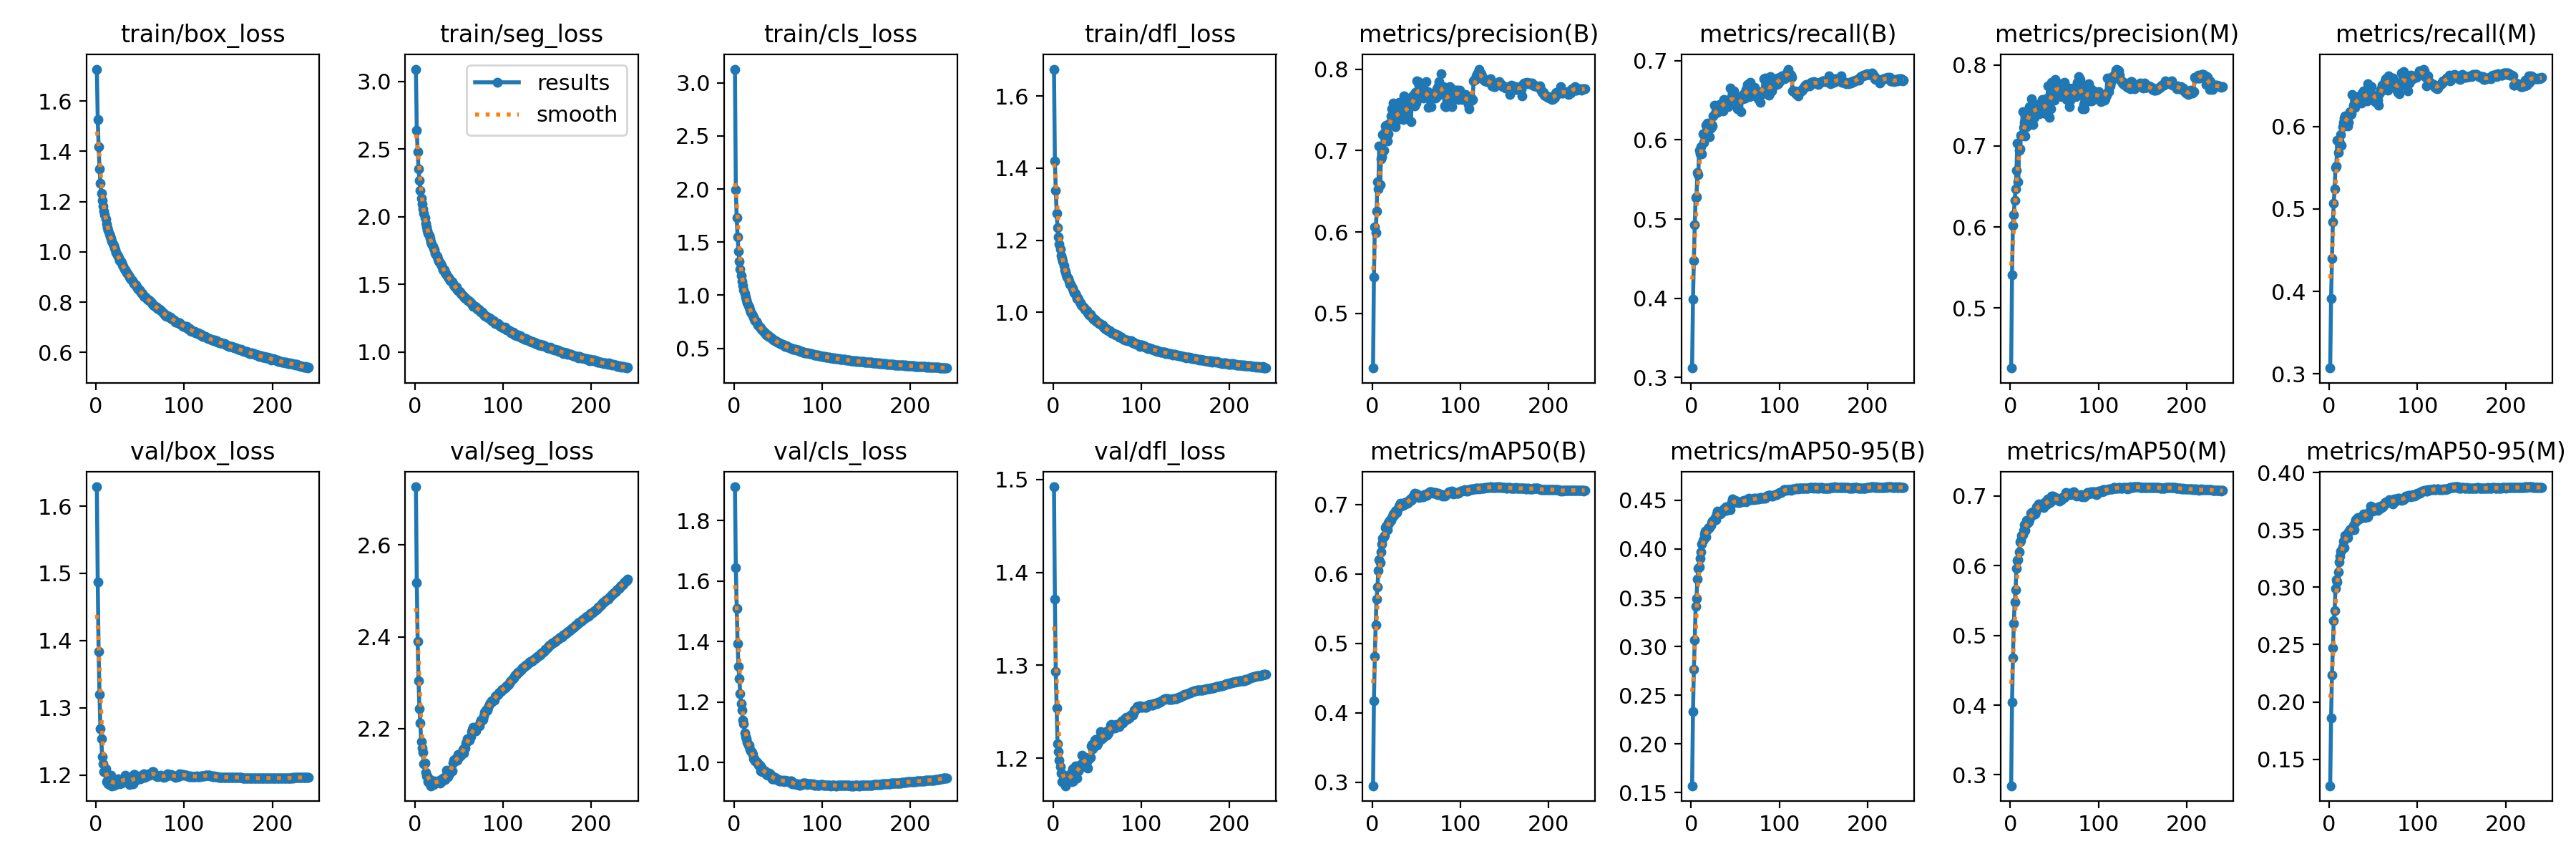 train/box_loss
1.6
1.4
1.2
1.0
0.8
0.6
0 100 200
train/seg_loss
results
smooth
3.0
2.5
2.0
1.5
1.0
0 100 200
train/cls_loss
3.0
2.5
2.0
1.5
1.0
0.5
0 100 200
train/dfl_loss
1.6
1.4
1.2
1.0
0 100 200
metrics/precision(B)
0.8
0.7
0.6
0.5
0 100 200
metrics/recall(B)
0.7
0.6
0.5
0.4
0.3
0 100 200
metrics/precision(M)
0.8
0.7
0.6
0.5
0 100 200
metrics/recall(M)
0.6
0.5
0.4
0.3
0 100 200
val/box_loss
1.6
1.5
1.4
1.3
1.2
0 100 200
val/seg_loss
2.6
2.4
2.2
0 100 200
val/cls_loss
1.8
1.6
1.4
1.2
1.0
0 100 200
val/dfl_loss
1.5
1.4
1.3
1.2
0 100 200
metrics/mAP50(B)
0.7
0.6
0.5
0.4
0.3
0 100 200
metrics/mAP50-95(B)
0.45
0.40
0.35
0.30
0.25
0.20
0.15
0 100 200
metrics/mAP50(M)
0.7
0.6
0.5
0.4
0.3
0 100 200
metrics/mAP50-95(M)
0.40
0.35
0.30
0.25
0.20
0.15
0 100 200